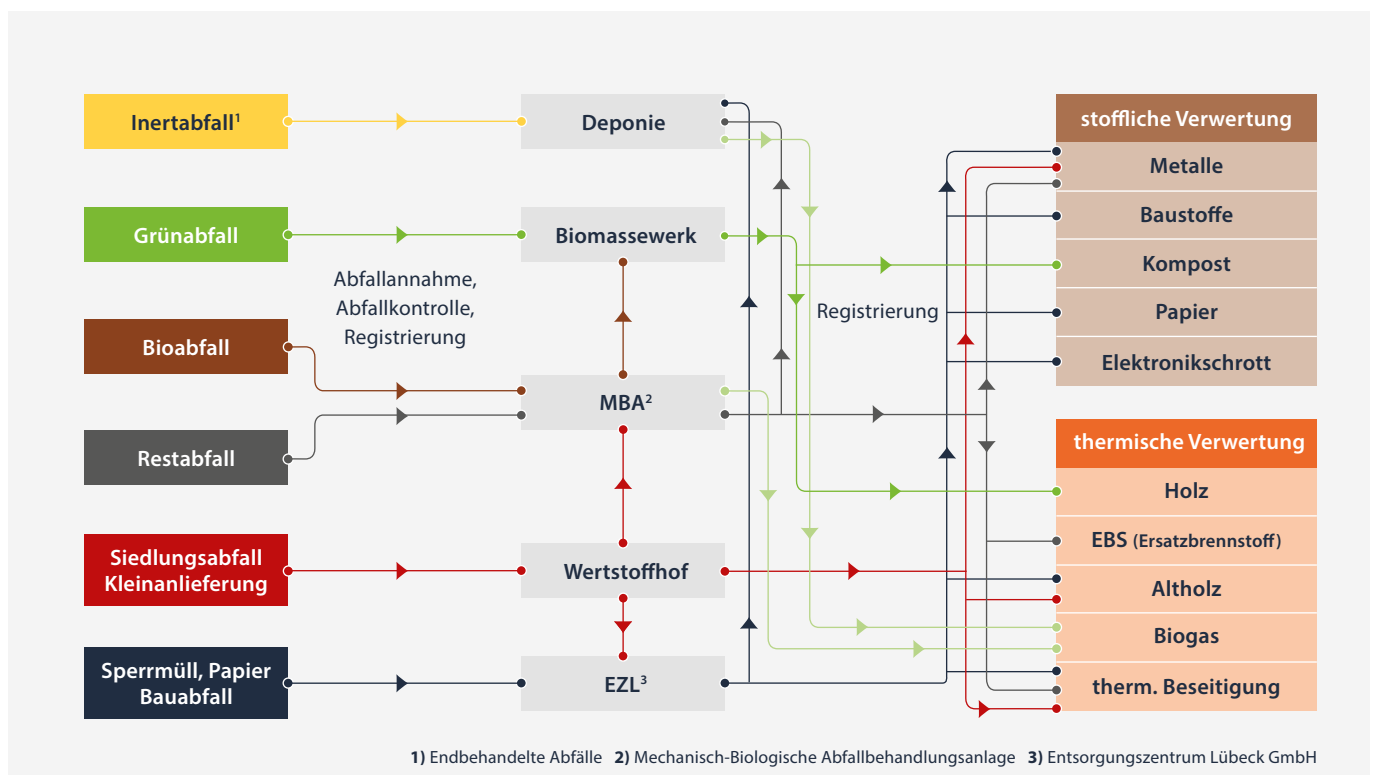 Inertabfall¹
Deponie
stoffliche Verwertung
Metalle
Baustoffe
Kompost
Papier
Elektronikschrott
Grünabfall
Biomassewerk
Abfallannahme,
Abfallkontrolle,
Registrierung
Registrierung
Bioabfall
MBA²
Restabfall
thermische Verwertung
Holz
EBS (Ersatzbrennstoff)
Altholz
Biogas
therm. Beseitigung
Siedlungsabfall
Kleinanlieferung
Wertstoffhof
Sperrmüll, Papier
Bauabfall
EZL³
1) Endbehandelte Abfälle 2) Mechanisch-Biologische Abfallbehandlungsanlage 3) Entsorgungszentrum Lübeck GmbH